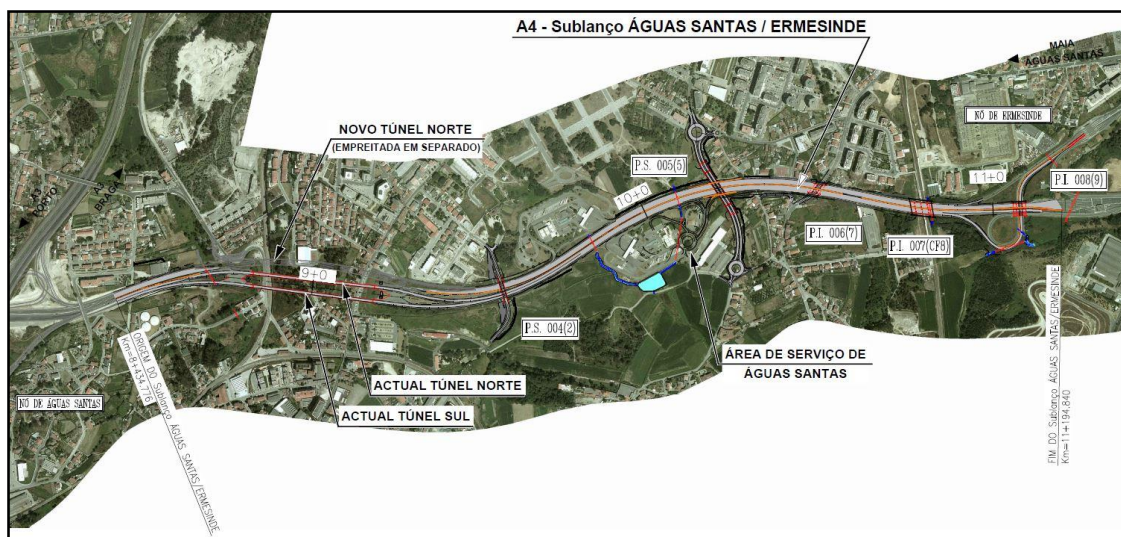 A4 - Sublanço ÁGUAS SANTAS / ERMESINDE
MAIA
ÁGUAS SANTAS
NÓ DE ERMESINDE
NOVO TÚNEL NORTE
(EMPREITADA EM SEPARADO)
P.S. 005(5)
11+0
P.I. 008(9)
A3
PORTO
A3
BRAGA
10+0
P.I. 006(7)
P.I. 007(CF8)
9+0
P.S. 004(2)
ÁREA DE SERVIÇO DE
ÁGUAS SANTAS
ACTUAL TÚNEL NORTE
ACTUAL TÚNEL SUL
NÓ DE ÁGUAS SANTAS
ORIGEM DO Sublanço ÁGUAS SANTAS/ERMESINDE
Km=8+434.776
FIM DO Sublanço ÁGUAS SANTAS/ERMESINDE
Km=11+194.840